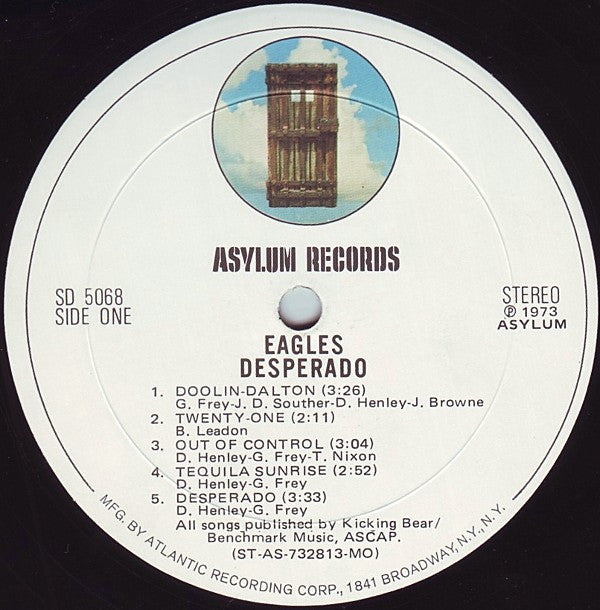 ASYLUM RECORDS
SD 5068
SIDE ONE
STEREO
℗ 1973
ASYLUM
EAGLES
DESPERADO
1. DOOLIN-DALTON (3:26)
G. Frey-J. D. Souther-D. Henley-J. Browne
2. TWENTY-ONE (2:11)
B. Leadon
3. OUT OF CONTROL (3:04)
D. Henley-G. Frey-T. Nixon
4. TEQUILA SUNRISE (2:52)
D. Henley-G. Frey
5. DESPERADO (3:33)
D. Henley-G. Frey
All songs published by Kicking Bear/
Benchmark Music, ASCAP.
(ST-AS-732813-MO)
MFG. BY ATLANTIC RECORDING CORP., 1841 BROADWAY, N.Y., N.Y.